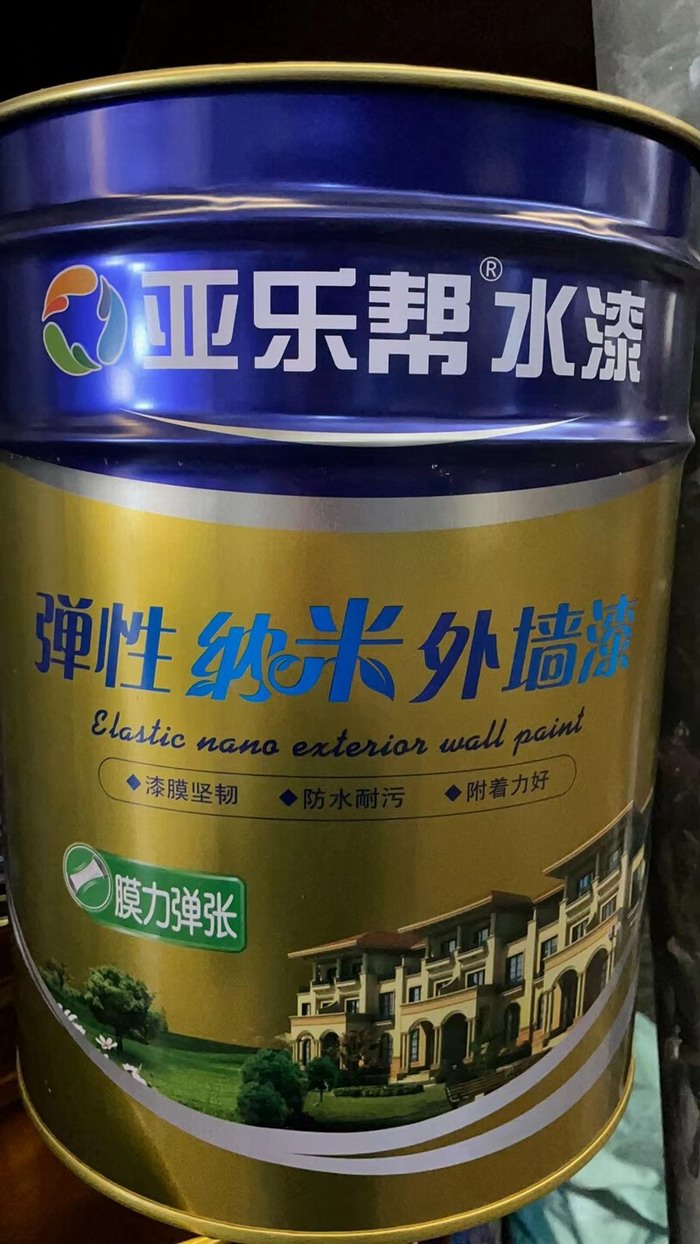 亚乐帮®水漆
弹性纳米外墙漆
Elastic nano exterior wall paint
◆漆膜坚韧 ◆防水耐污 ◆附着力好
膜力弹张